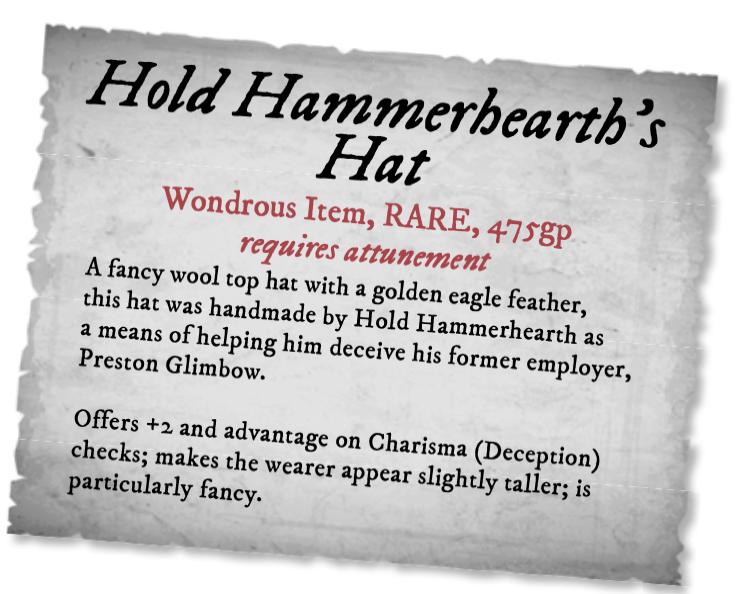 Hold Hammerhearth's
Hat
Wondrous Item, RARE, 475gp
requires attunement
A fancy wool top hat with a golden eagle feather,
this hat was handmade by Hold Hammerhearth as
a means of helping him deceive his former employer,
Preston Glimbow.
Offers +2 and advantage on Charisma (Deception)
checks; makes the wearer appear slightly taller; is
particularly fancy.